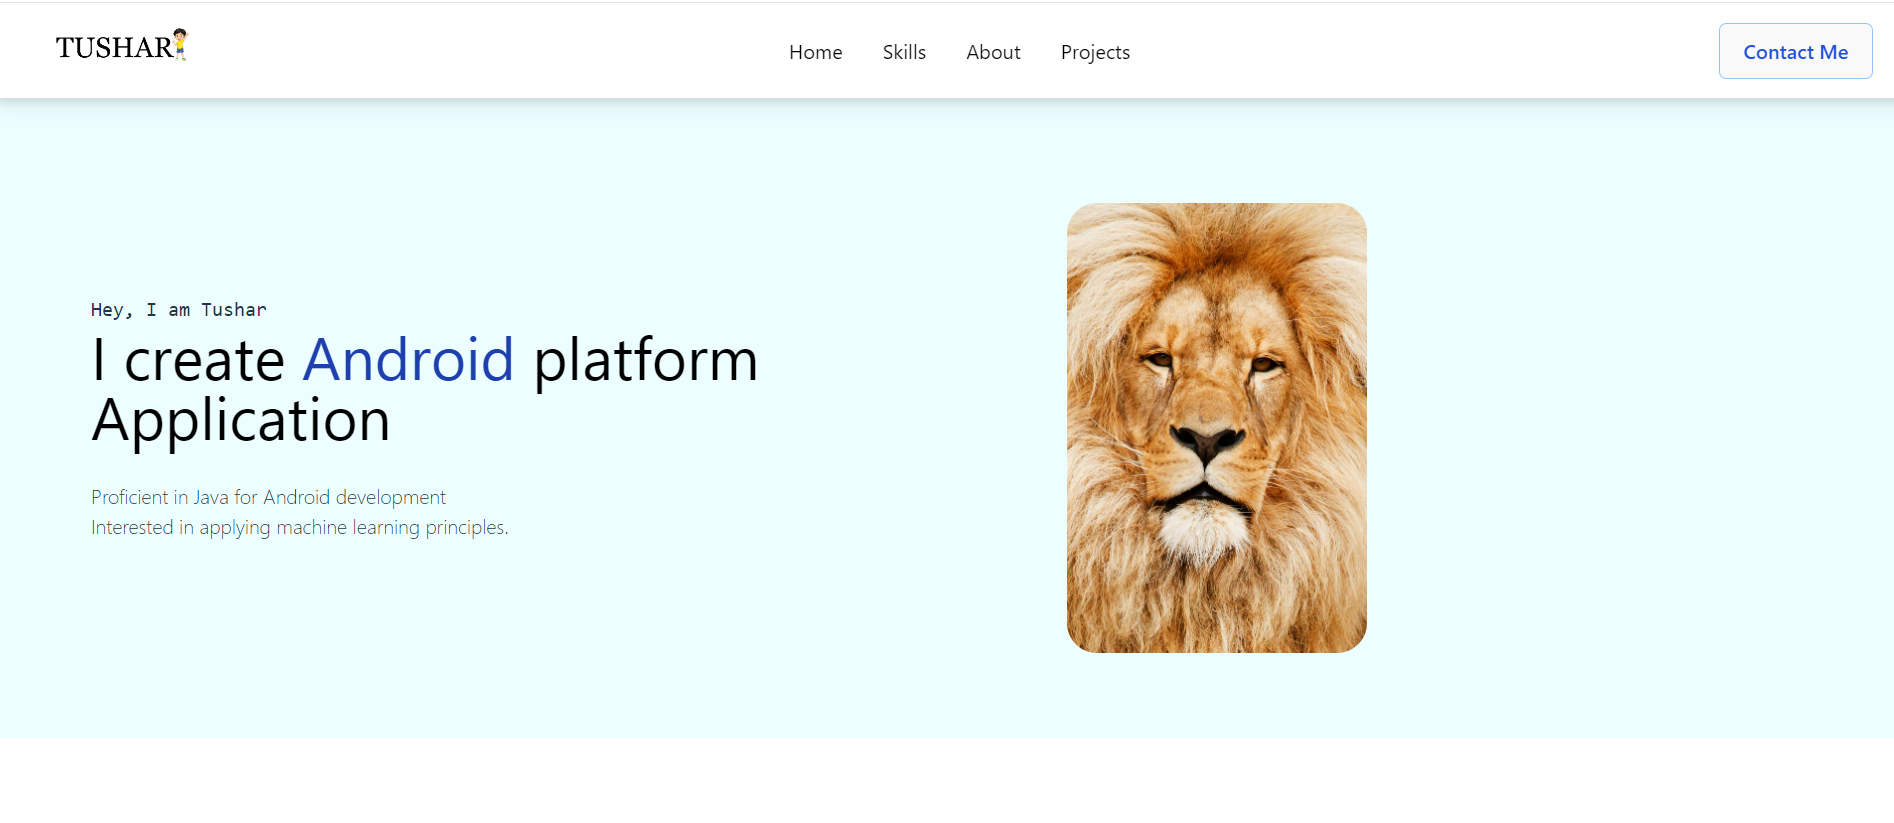 TUSHAR
Home Skills About Projects
Contact Me
Hey, I am Tushar
I create Android platform
Application
Proficient in Java for Android development
Interested in applying machine learning principles.